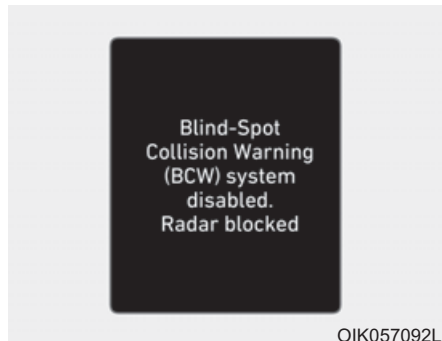 Blind-Spot
Collision Warning
(BCW) system
disabled.
Radar blocked
OIK057092L